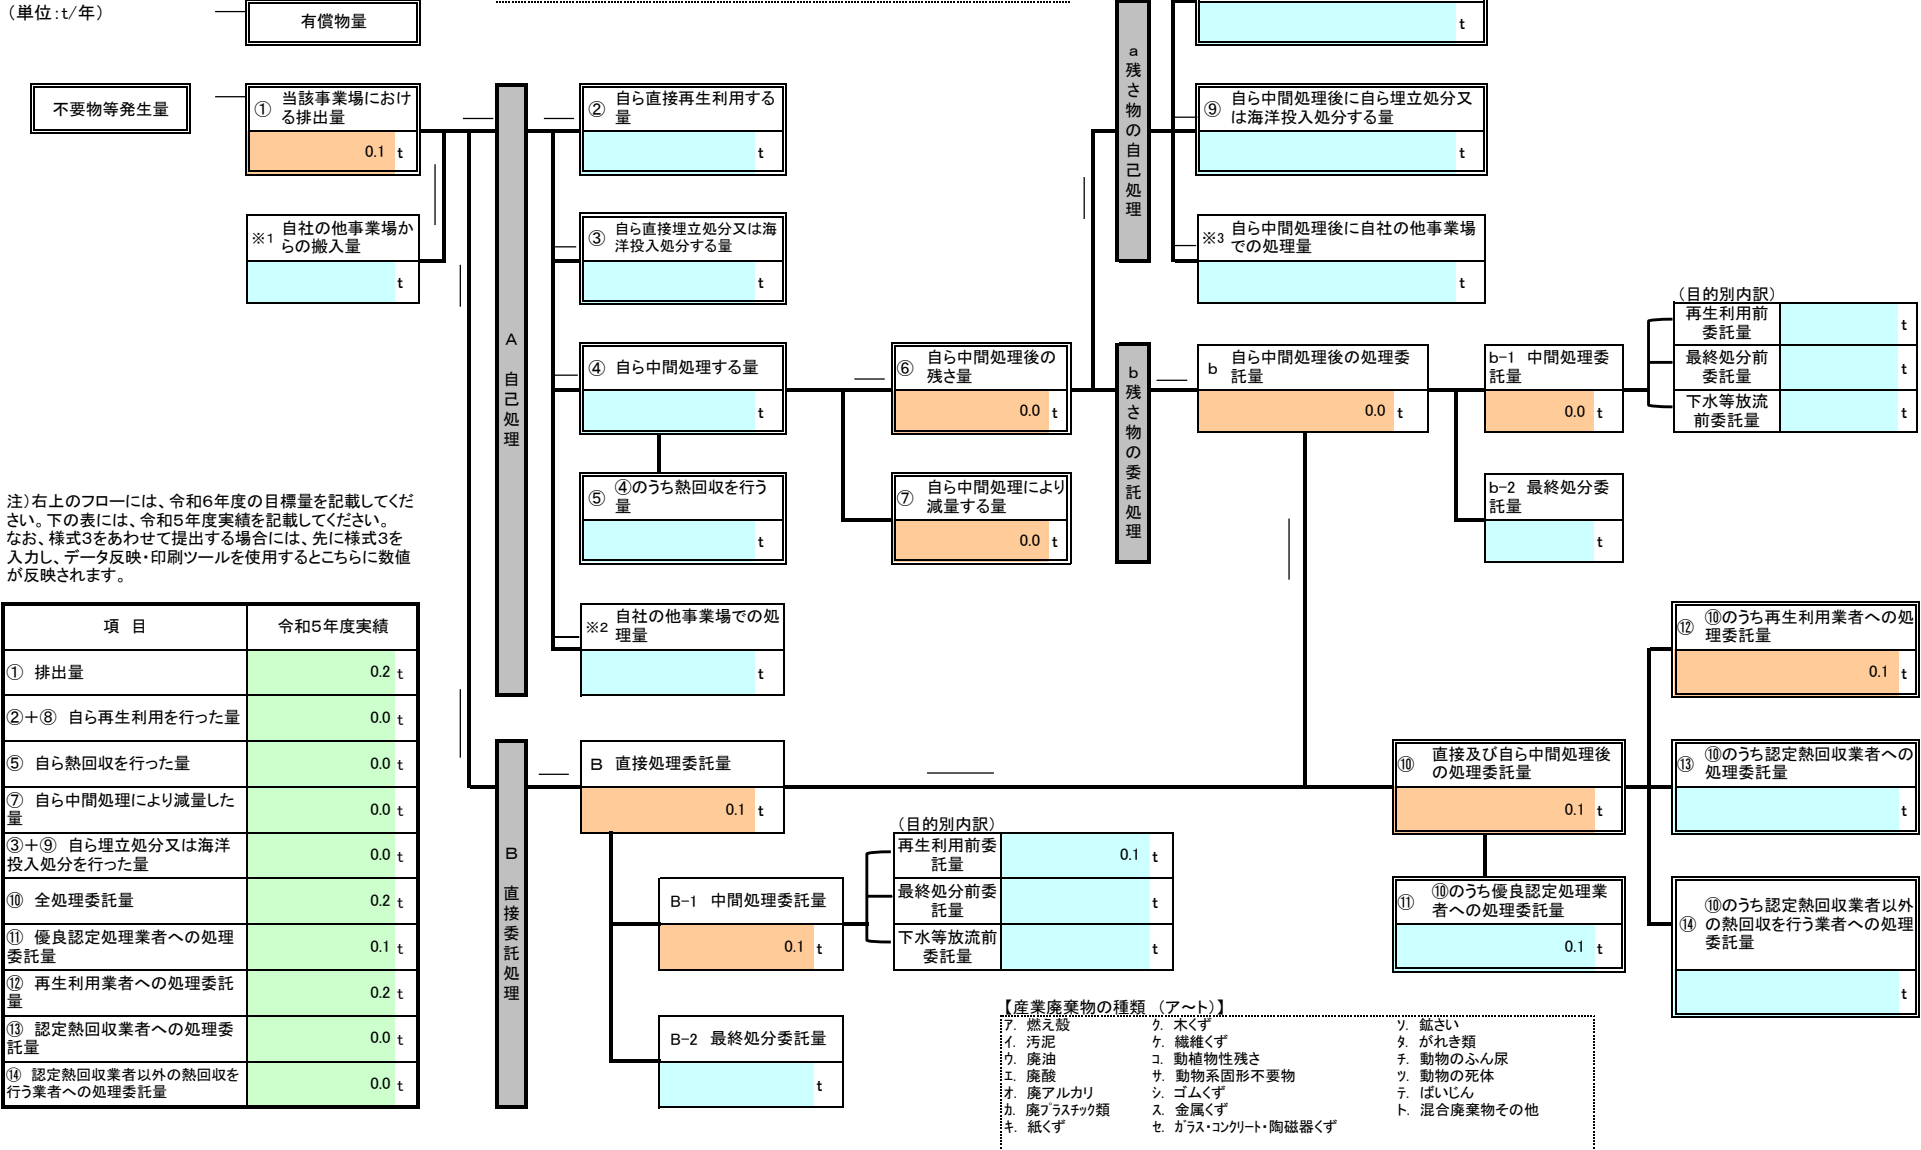 (単位:t/年)
有償物量
t
不要物等発生量
① 当該事業場におけ
る排出量
0.1 t
※1 自社の他事業場か
らの搬入量
t
A 自己処理
② 自ら直接再生利用する
量
t
③ 自ら直接埋立処分又は海
洋投入処分する量
t
④ 自ら中間処理する量
t
⑤ ④のうち熱回収を行う
量
t
※2 自社の他事業場での処
理量
t
⑥ 自ら中間処理後の
残さ量
0.0 t
⑦ 自ら中間処理により
減量する量
0.0 t
a残さ物の自己処理
⑨ 自ら中間処理後に自ら埋立処分又
は海洋投入処分する量
t
※3 自ら中間処理後に自社の他事業場
での処理量
t
b残さ物の委託処理
b 自ら中間処理後の処理委
託量
0.0 t
b-1 中間処理委
託量
0.0 t
b-2 最終処分委
託量
t
(目的別内訳)
再生利用前
委託量
t
最終処分前
委託量
t
下水等放流
前委託量
t
注)右上のフローには、令和6年度の目標量を記載してくだ
さい。下の表には、令和5年度実績を記載してください。
なお、様式3をあわせて提出する場合には、先に様式3を
入力し、データ反映・印刷ツールを使用するとこちらに数値
が反映されます。
項 目 令和5年度実績
① 排出量 0.2 t
②+⑧ 自ら再生利用を行った量 0.0 t
⑤ 自ら熱回収を行った量 0.0 t
⑦ 自ら中間処理により減量した
量 0.0 t
③+⑨ 自ら埋立処分又は海洋
投入処分を行った量 0.0 t
⑩ 全処理委託量 0.2 t
⑪ 優良認定処理業者への処理
委託量 0.1 t
⑫ 再生利用業者への処理委託
量 0.2 t
⑬ 認定熱回収業者への処理委
託量 0.0 t
⑭ 認定熱回収業者以外の熱回収を
行う業者への処理委託量 0.0 t
B 直接委託処理
B 直接処理委託量
0.1 t
B-1 中間処理委託量
0.1 t
B-2 最終処分委託量
t
(目的別内訳)
再生利用前委
託量
0.1 t
最終処分前委
託量
t
下水等放流前
委託量
t
⑩ 直接及び自ら中間処理後
の処理委託量
0.1 t
⑪ ⑩のうち優良認定処理業
者への処理委託量
0.1 t
⑫ ⑩のうち再生利用業者への処
理委託量
0.1 t
⑬ ⑩のうち認定熱回収業者への
処理委託量
t
⑭ ⑩のうち認定熱回収業者以外
の熱回収を行う業者への処理
委託量
t
【産業廃棄物の種類 (ア~ト)】
ア. 燃え殻 ク. 木くず ソ. 鉱さい
イ. 汚泥 ケ. 繊維くず タ. がれき類
ウ. 廃油 コ. 動植物性残さ チ. 動物のふん尿
エ. 廃酸 サ. 動物系固形不要物 ツ. 動物の死体
オ. 廃アルカリ シ. ゴムくず テ. ばいじん
カ. 廃プラスチック類 ス. 金属くず ト. 混合廃棄物その他
キ. 紙くず セ. ガラス・コンクリート・陶磁器くず